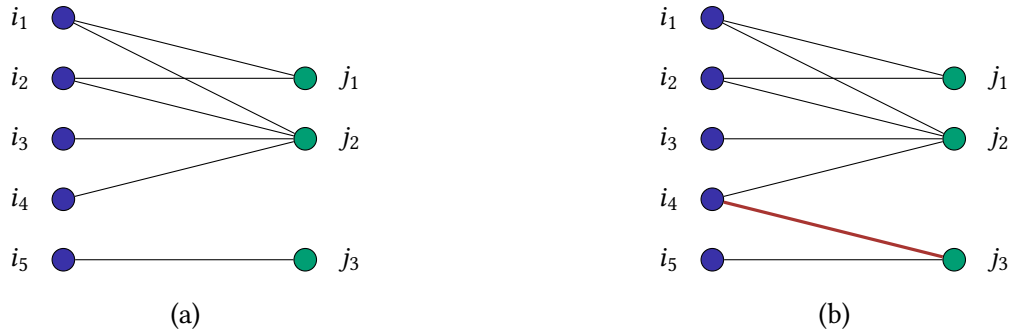 i₁ i₁
i₂ j₁ i₂ j₁
i₃ j₂ i₃ j₂
i₄ i₄
i₅ j₃ i₅ j₃
(a) (b)